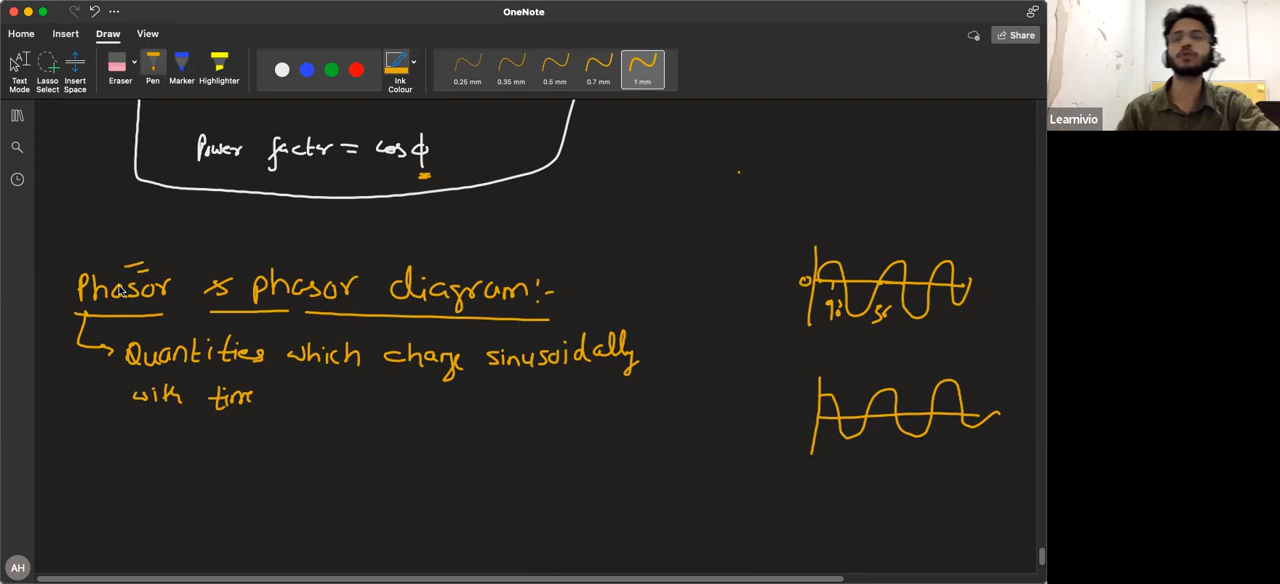 OneNote
Home Insert Draw View
Share
Text Mode
Lasso Select
Insert Space
Eraser
Pen
Marker
Highlighter
Ink Colour
0.25 mm
0.35 mm
0.5 mm
0.7 mm
1 mm
Learnivio
Power factor = cos ϕ
Phasor & phasor diagram :-
Quantities which change sinusoidally
with time
0
90
AH